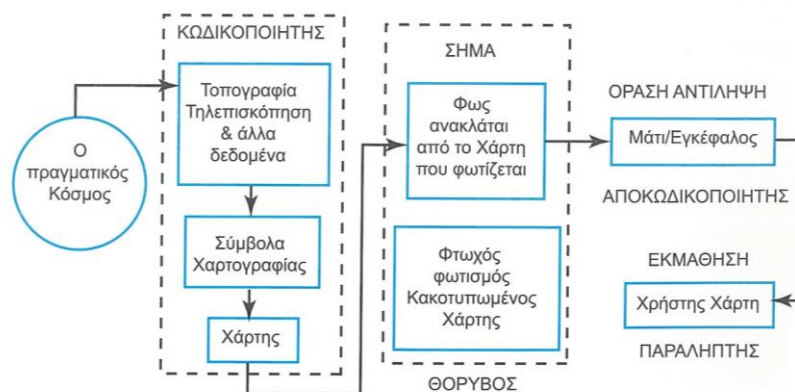 ΚΩΔΙΚΟΠΟΙΗΤΗΣ
Ο
πραγματικός
Κόσμος
Τοπογραφία
Τηλεπισκόπηση
& άλλα
δεδομένα
Σύμβολα
Χαρτογραφίας
Χάρτης
ΣΗΜΑ
Φως
ανακλάται
από το Χάρτη
που φωτίζεται
Φτωχός
φωτισμός
Κακοτυπωμένος
Χάρτης
ΘΟΡΥΒΟΣ
ΟΡΑΣΗ ΑΝΤΙΛΗΨΗ
Μάτι/Εγκέφαλος
ΑΠΟΚΩΔΙΚΟΠΟΙΗΤΗΣ
ΕΚΜΑΘΗΣΗ
Χρήστης Χάρτη
ΠΑΡΑΛΗΠΤΗΣ